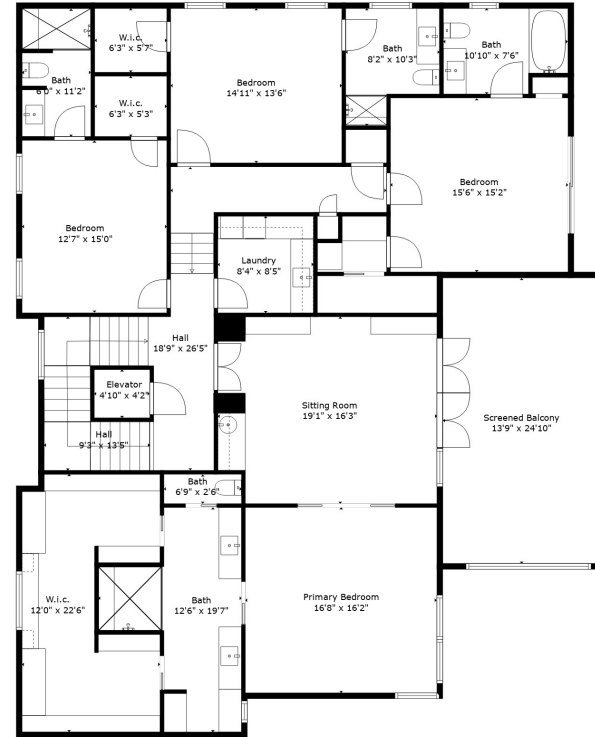 W.i.c.
6'3" x 5'7"
Bath
6'0" x 11'2"
W.i.c.
6'3" x 5'3"
Bedroom
14'11" x 13'6"
Bath
8'2" x 10'3"
Bath
10'10" x 7'6"
Bedroom
15'6" x 15'2"
Bedroom
12'7" x 15'0"
Laundry
8'4" x 8'5"
Hall
18'9" x 26'5"
Elevator
4'10" x 4'2"
Hall
9'3" x 13'5"
Sitting Room
19'1" x 16'3"
Screened Balcony
13'9" x 24'10"
Bath
6'9" x 2'6"
W.i.c.
12'0" x 22'6"
Bath
12'6" x 19'7"
Primary Bedroom
16'8" x 16'2"